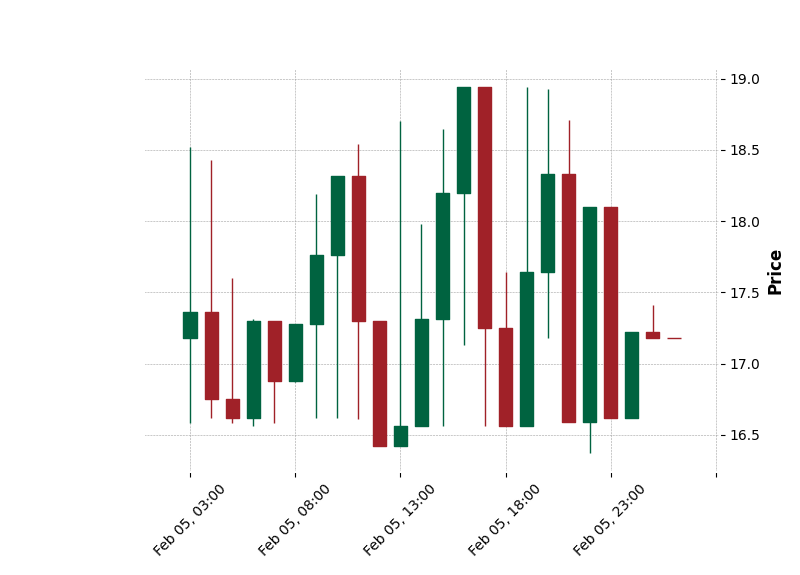 19.0
18.5
18.0
17.5
17.0
16.5
Price
Feb 05, 03:00
Feb 05, 08:00
Feb 05, 13:00
Feb 05, 18:00
Feb 05, 23:00